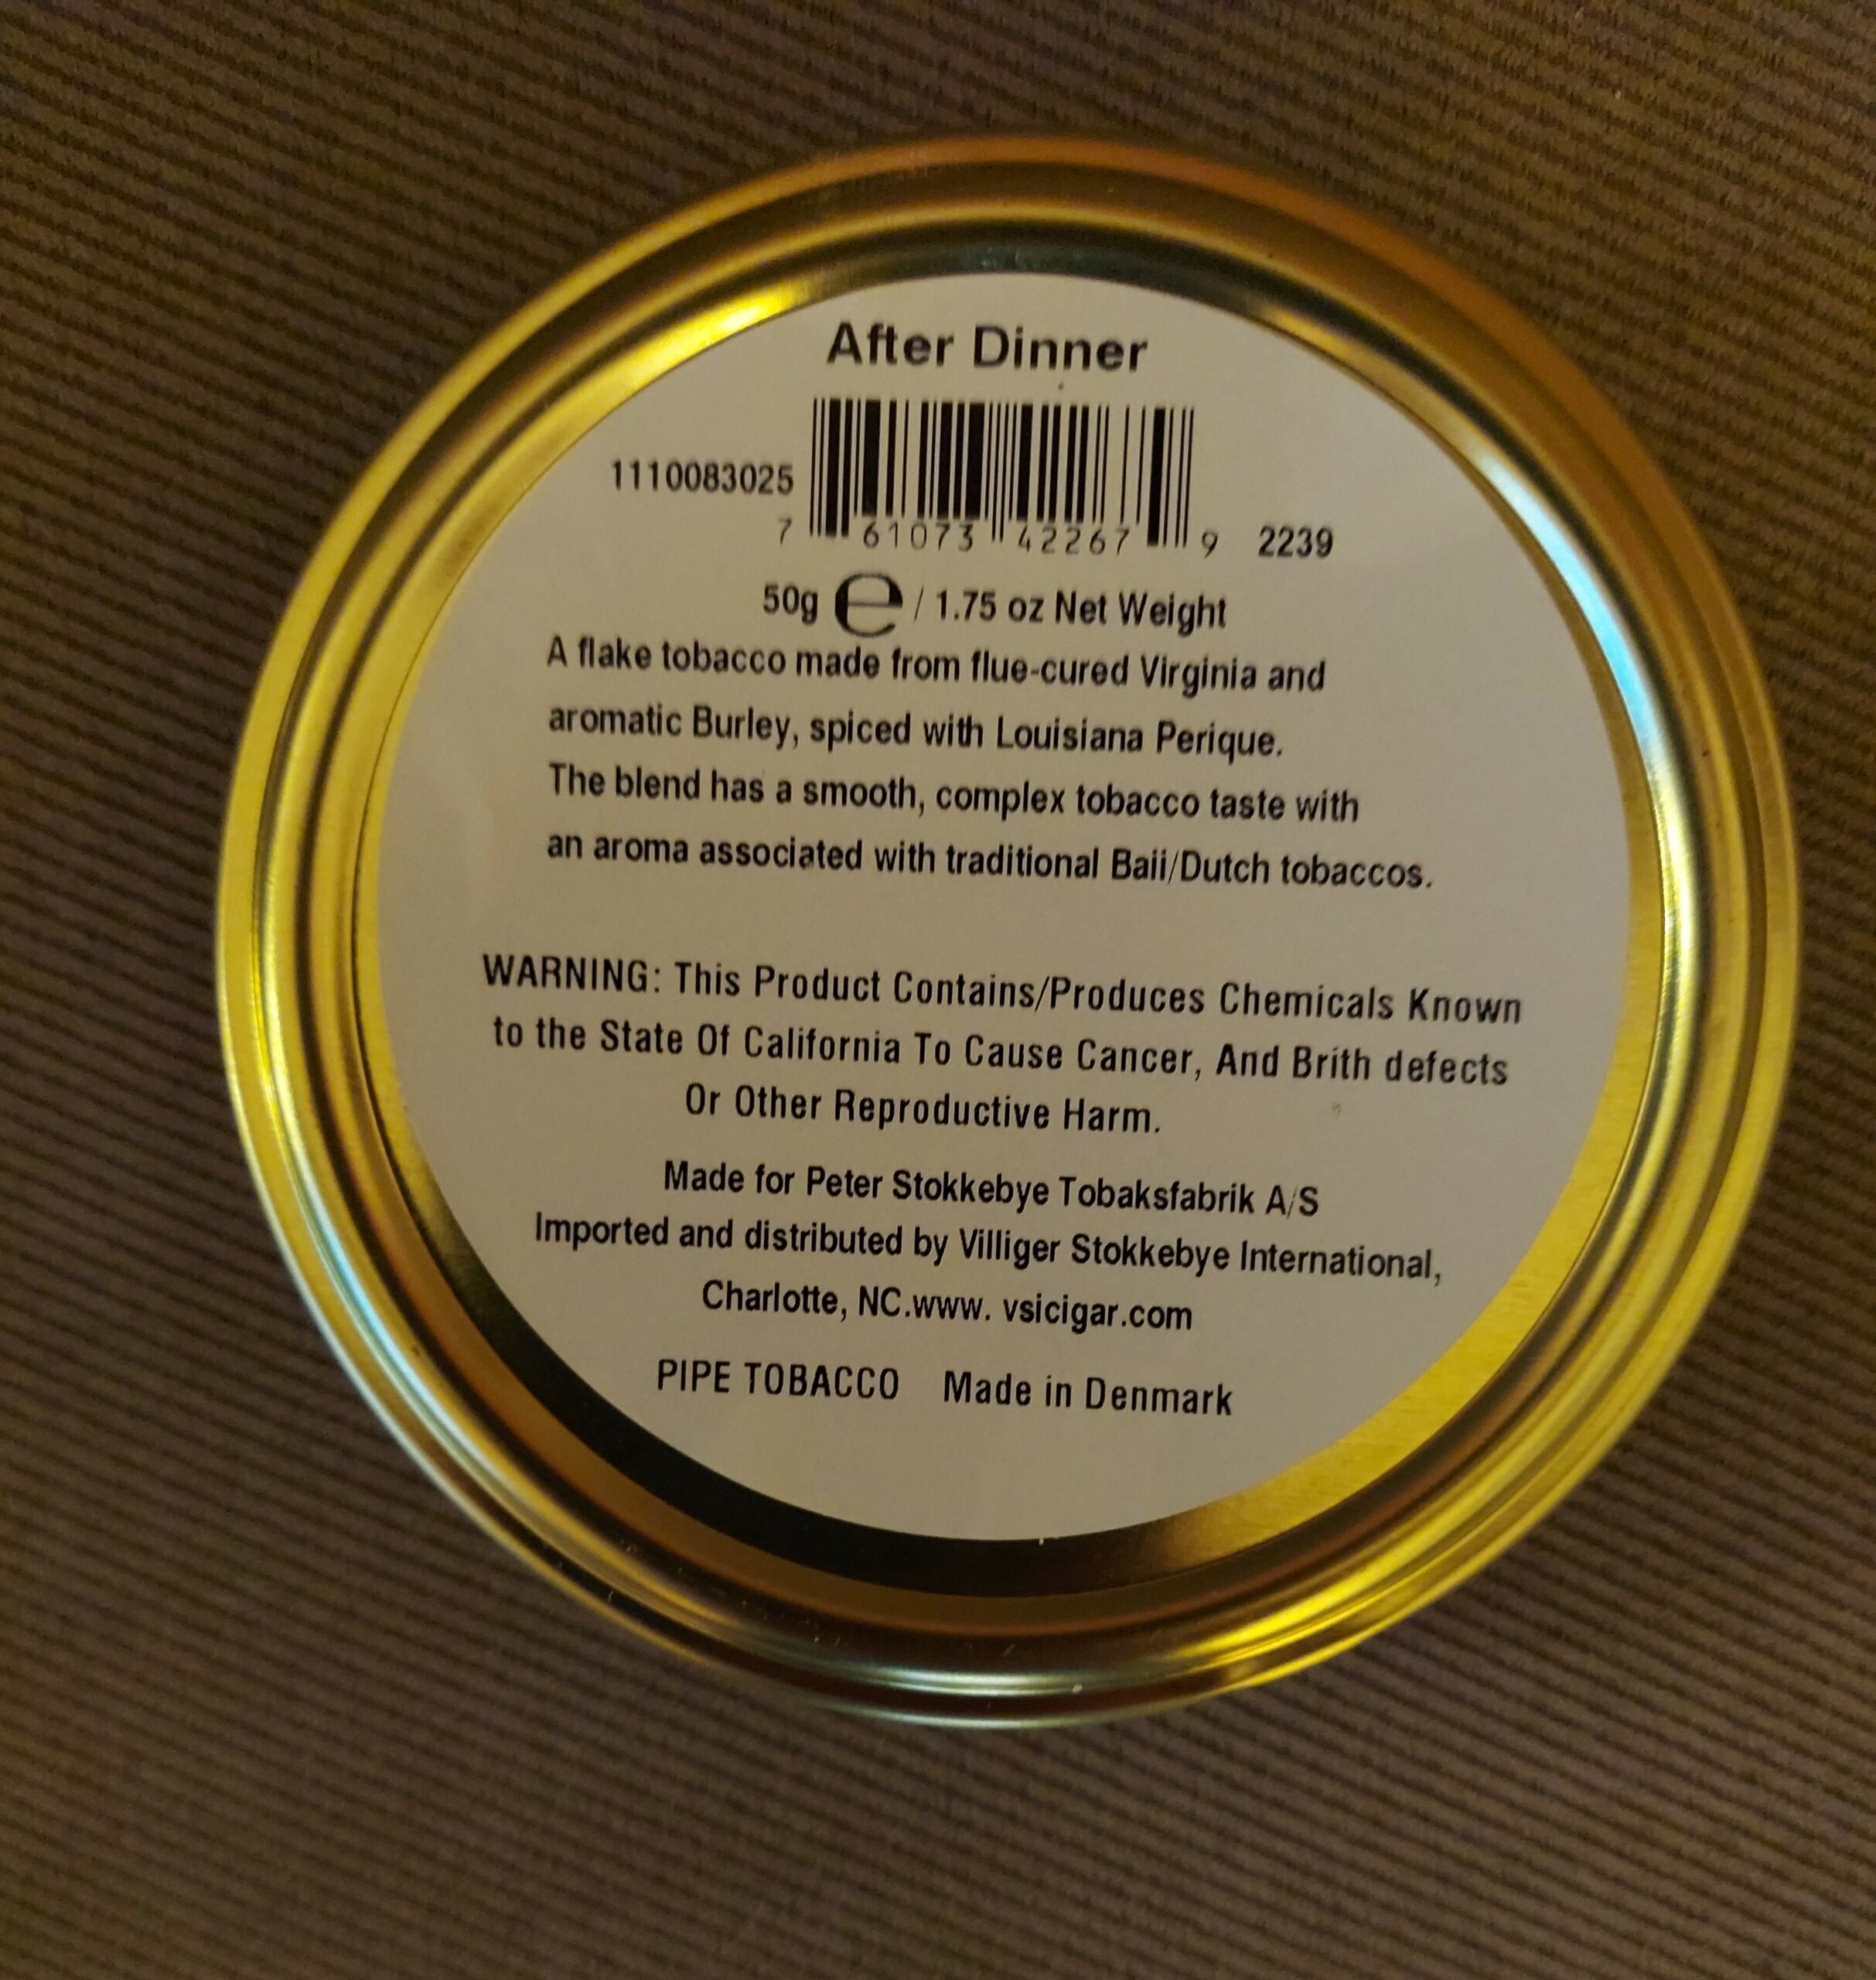 After Dinner
1110083025
7 61073 42267 9 2239
50g e / 1.75 oz Net Weight
A flake tobacco made from flue-cured Virginia and
aromatic Burley, spiced with Louisiana Perique.
The blend has a smooth, complex tobacco taste with
an aroma associated with traditional Baii/Dutch tobaccos.
WARNING: This Product Contains/Produces Chemicals Known
to the State Of California To Cause Cancer, And Brith defects
Or Other Reproductive Harm.
Made for Peter Stokkebye Tobaksfabrik A/S
Imported and distributed by Villiger Stokkebye International,
Charlotte, NC.www. vsicigar.com
PIPE TOBACCO Made in Denmark